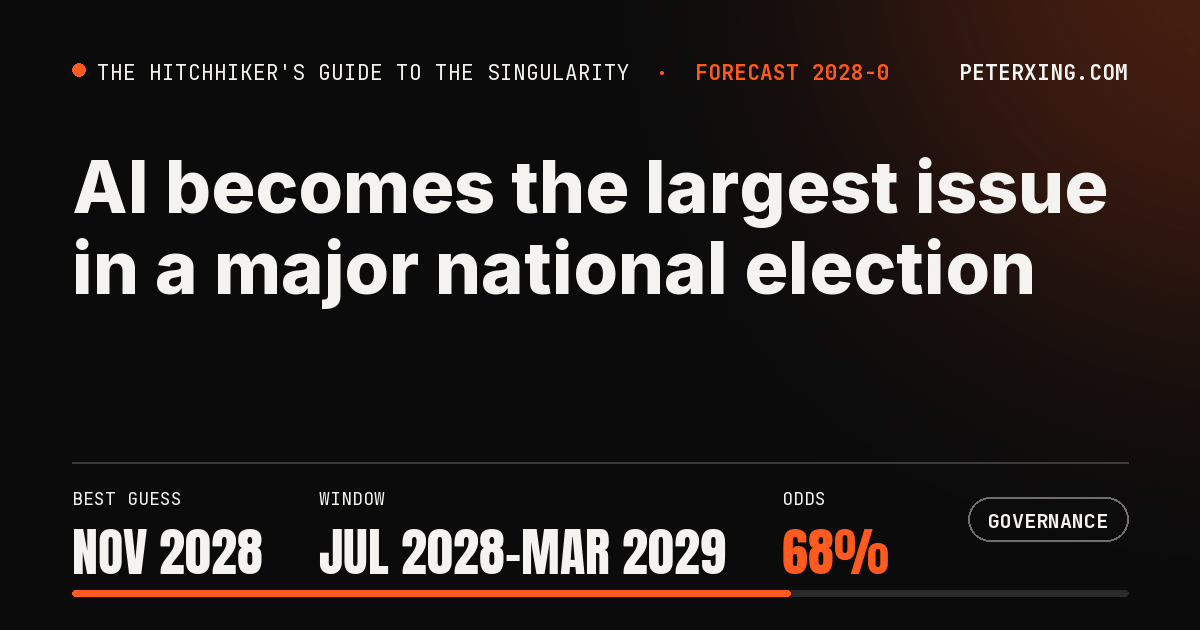 THE HITCHHIKER'S GUIDE TO THE SINGULARITY · FORECAST 2028-0 PETERXING.COM
AI becomes the largest issue
in a major national election
BEST GUESS WINDOW ODDS
NOV 2028 JUL 2028-MAR 2029 68% GOVERNANCE